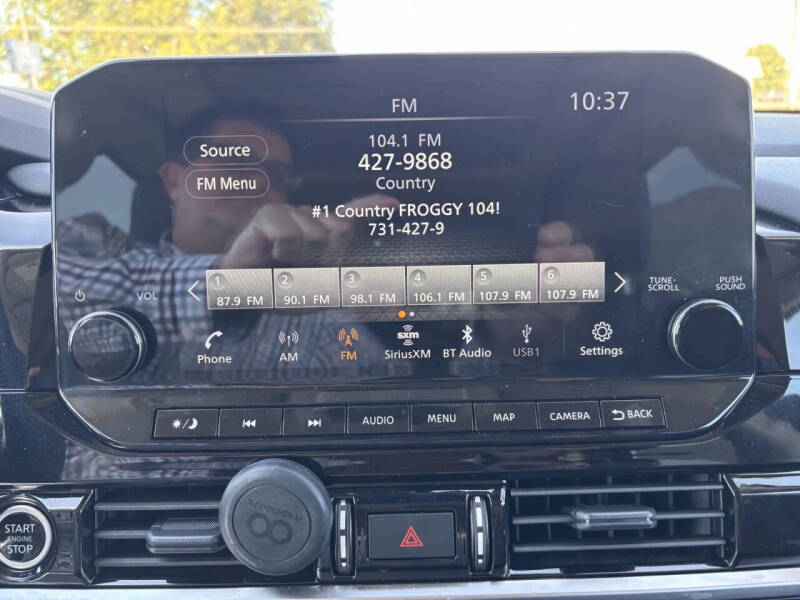 FM
10:37
Source
FM Menu
104.1 FM
427-9868
Country
#1 Country FROGGY 104!
731-427-9
1 87.9 FM
2 90.1 FM
3 98.1 FM
4 106.1 FM
5 107.9 FM
6 107.9 FM
VOL
TUNE·
SCROLL
PUSH
SOUND
Phone
AM
FM
sxm
SiriusXM
BT Audio
USB1
Settings
AUDIO
MENU
MAP
CAMERA
BACK
START
ENGINE
STOP